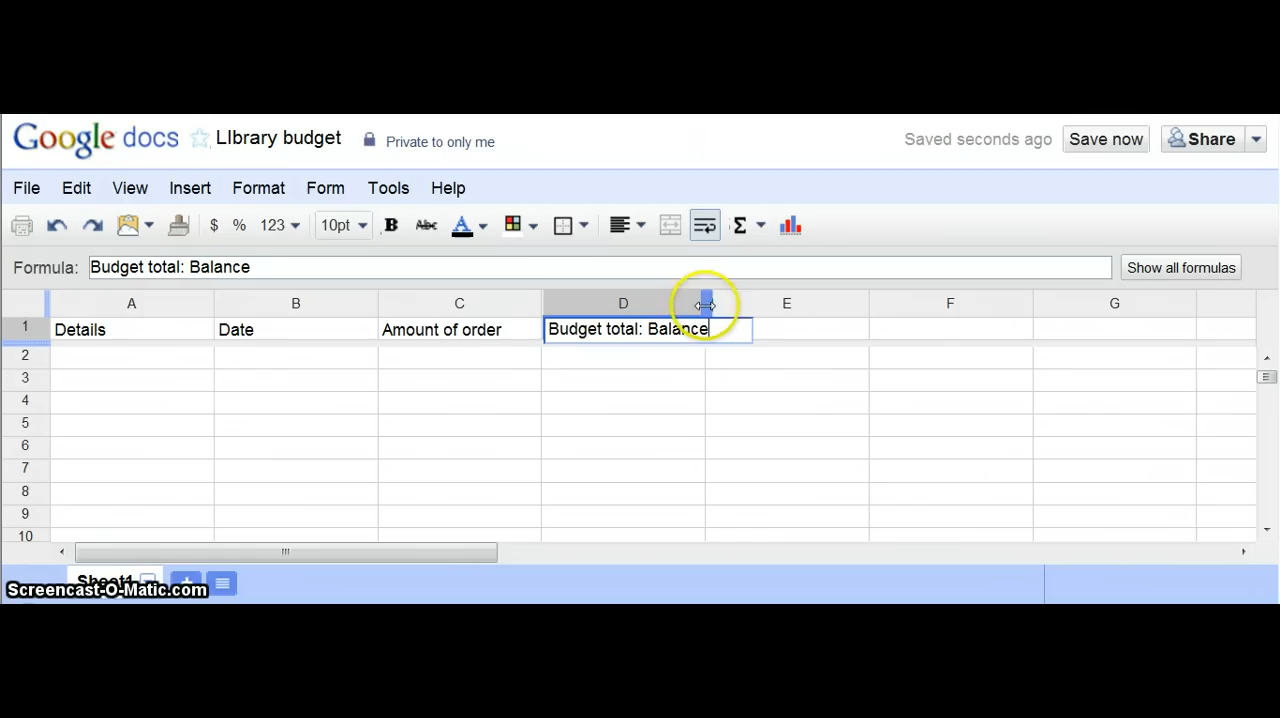 Google docs LIbrary budget Private to only me Saved seconds ago Save now Share
File Edit View Insert Format Form Tools Help
$ % 123 10pt B Abc A Σ
Formula: Budget total: Balance Show all formulas
A B C D E F G
1 Details Date Amount of order Budget total: Balance
2
3
4
5
6
7
8
9
10
Sheet1
Screencast-O-Matic.com